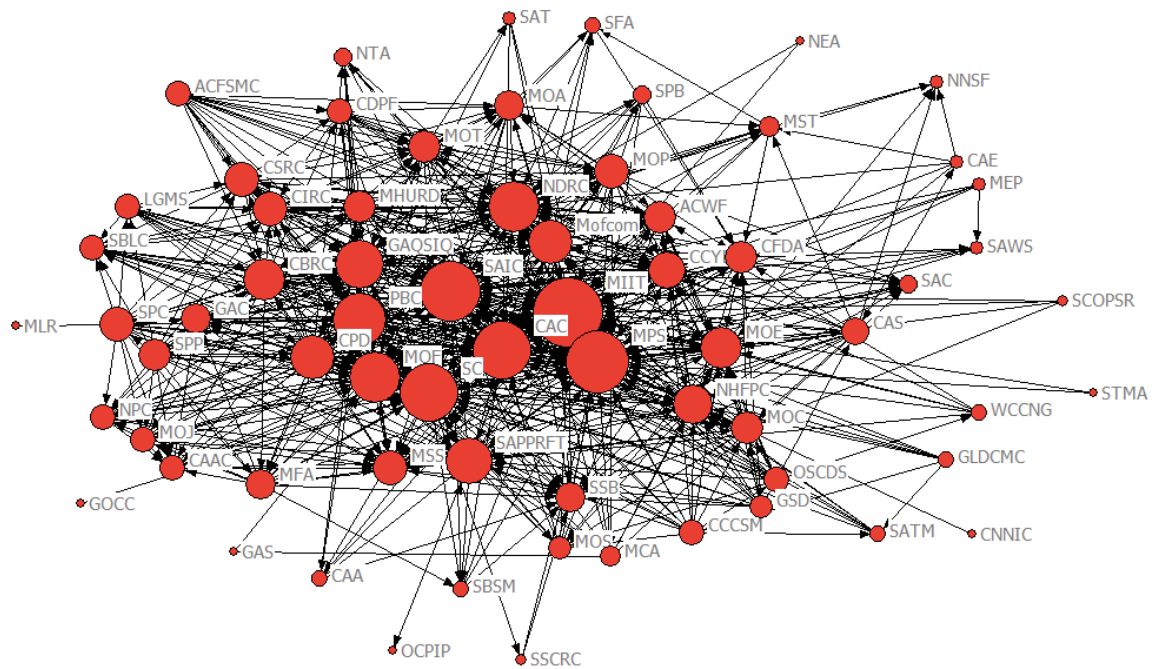 SAT
SFA
NEA
NTA
ACFSMC
CDPF
MOA
SPB
NNSF
MOT
MST
CSRC
MOP
CAE
MEP
LGMS
CIRC
MHURD
NDRC
ACWF
Mofcom
SBLC
GAQSIQ
CCYL
CFDA
SAWS
CBRC
SAIC
MIIT
SAC
PBC
SCOPSR
MLR
SPC
GAC
CAC
MPS
MOE
CAS
SPP
CPD
MOF
SC
NHFPC
STMA
NPC
MOC
WCCNG
MOJ
SAPPRFT
CAAC
MFA
MSS
SSB
OSCDS
GLDCMC
GOCC
GSD
CCCSM
SATM
CNNIC
GAS
MOS
MCA
CAA
SBSM
OCPIP
SSCRC